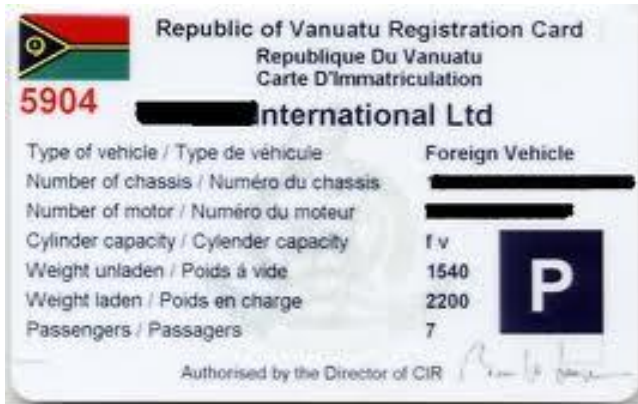 Republic of Vanuatu Registration Card
Republique Du Vanuatu
Carte D'Immatriculation
5904
nternational Ltd
Type of vehicle / Type de véhicule Foreign Vehicle
Number of chassis / Numéro du chassis
Number of motor / Numéro du moteur
Cylinder capacity / Cylender capacity f v
Weight unladen / Poids á vide 1540
Weight laden / Poids en charge 2200
Passengers / Passagers 7
P
Authorised by the Director of CIR